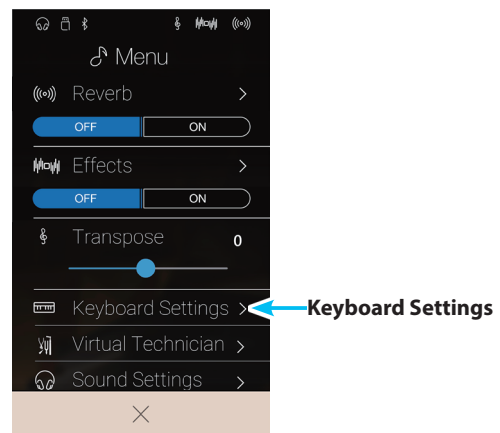 Menu
Reverb
OFF ON
Effects
OFF ON
Transpose 0
Keyboard Settings
Keyboard Settings
Virtual Technician
Sound Settings